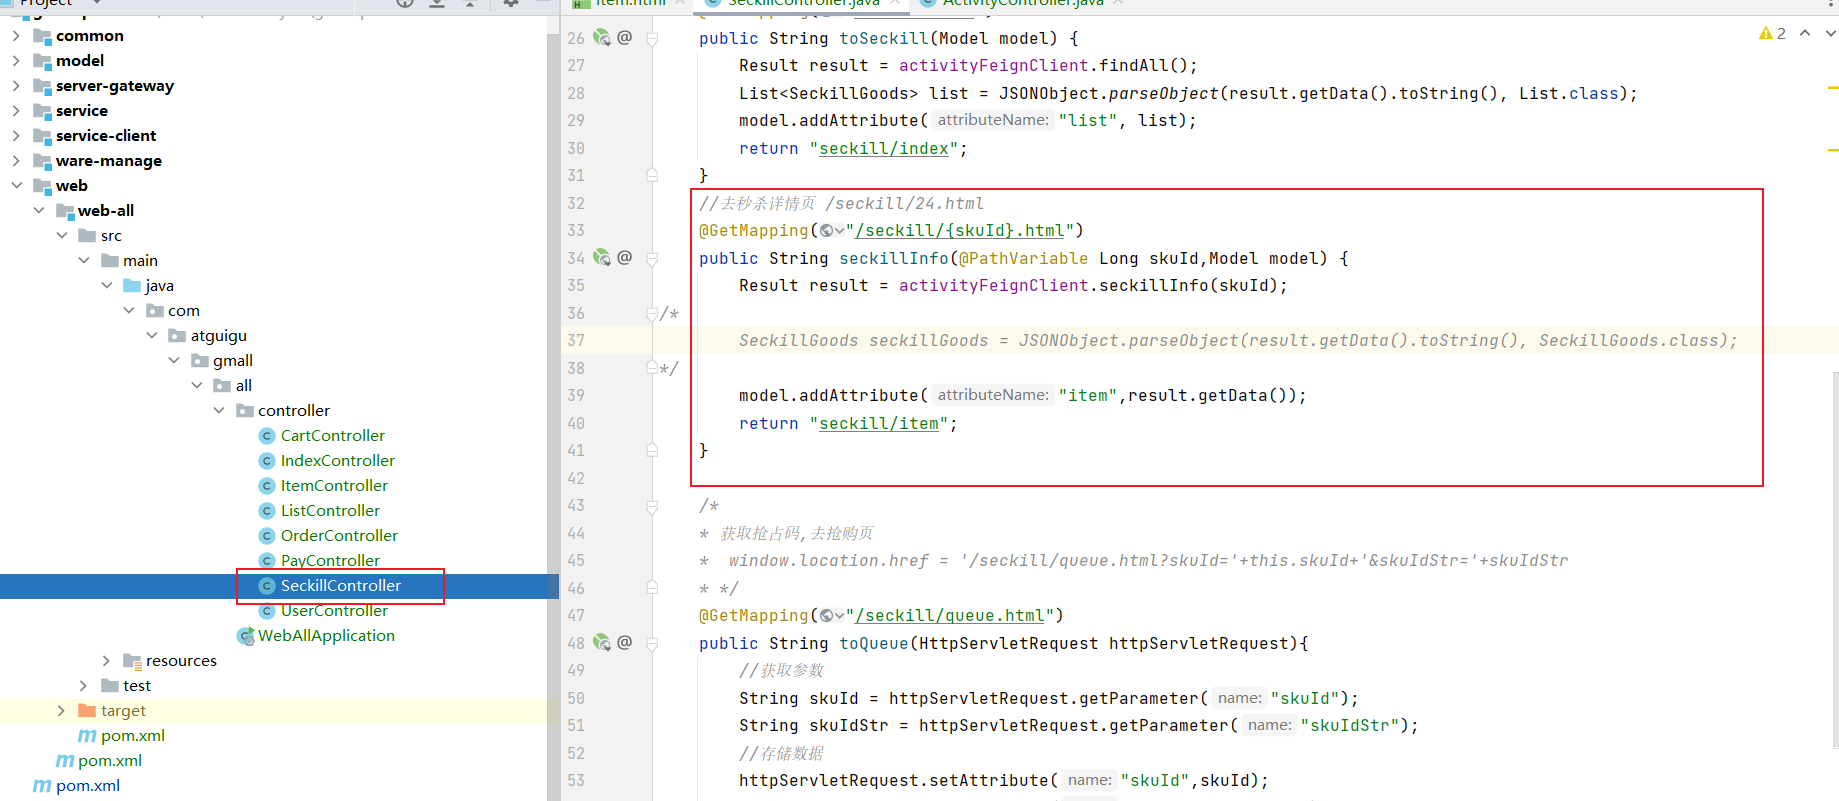 Project
item.html
SeckillController.java
ActivityController.java
common
model
server-gateway
service
service-client
ware-manage
web
web-all
src
main
java
com
atguigu
gmall
all
controller
CartController
IndexController
ItemController
ListController
OrderController
PayController
SeckillController
UserController
WebAllApplication
resources
test
target
pom.xml
pom.xml
pom.xml
2
26 @ public String toSeckill(Model model) {
27 Result result = activityFeignClient.findAll();
28 List<SeckillGoods> list = JSONObject.parseObject(result.getData().toString(), List.class);
29 model.addAttribute( attributeName: "list", list);
30 return "seckill/index";
31 }
32 //去秒杀详情页 /seckill/24.html
33 @GetMapping("/seckill/{skuId}.html")
34 @ public String seckillInfo(@PathVariable Long skuId,Model model) {
35 Result result = activityFeignClient.seckillInfo(skuId);
36 /*
37 SeckillGoods seckillGoods = JSONObject.parseObject(result.getData().toString(), SeckillGoods.class);
38 */
39 model.addAttribute( attributeName: "item",result.getData());
40 return "seckill/item";
41 }
42
43 /*
44 * 获取抢占码,去抢购页
45 * window.location.href = '/seckill/queue.html?skuId='+this.skuId+'&skuIdStr='+skuIdStr
46 * */
47 @GetMapping("/seckill/queue.html")
48 @ public String toQueue(HttpServletRequest httpServletRequest){
49 //获取参数
50 String skuId = httpServletRequest.getParameter( name: "skuId");
51 String skuIdStr = httpServletRequest.getParameter( name: "skuIdStr");
52 //存储数据
53 httpServletRequest.setAttribute( name: "skuId",skuId);